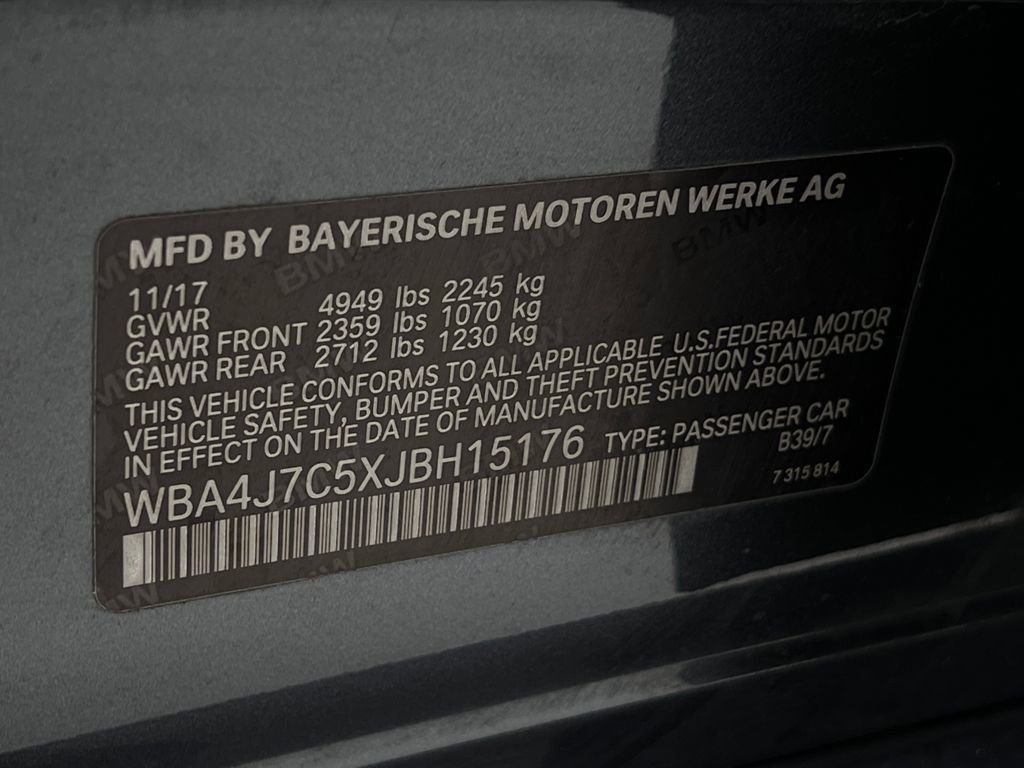 MFD BY BAYERISCHE MOTOREN WERKE AG
11/17
GVWR 4949 lbs 2245 kg
GAWR FRONT 2359 lbs 1070 kg
GAWR REAR 2712 lbs 1230 kg
THIS VEHICLE CONFORMS TO ALL APPLICABLE U.S.FEDERAL MOTOR
VEHICLE SAFETY, BUMPER AND THEFT PREVENTION STANDARDS
IN EFFECT ON THE DATE OF MANUFACTURE SHOWN ABOVE.
WBA4J7C5XJBH15176 TYPE: PASSENGER CAR
B39/7
7 315 814